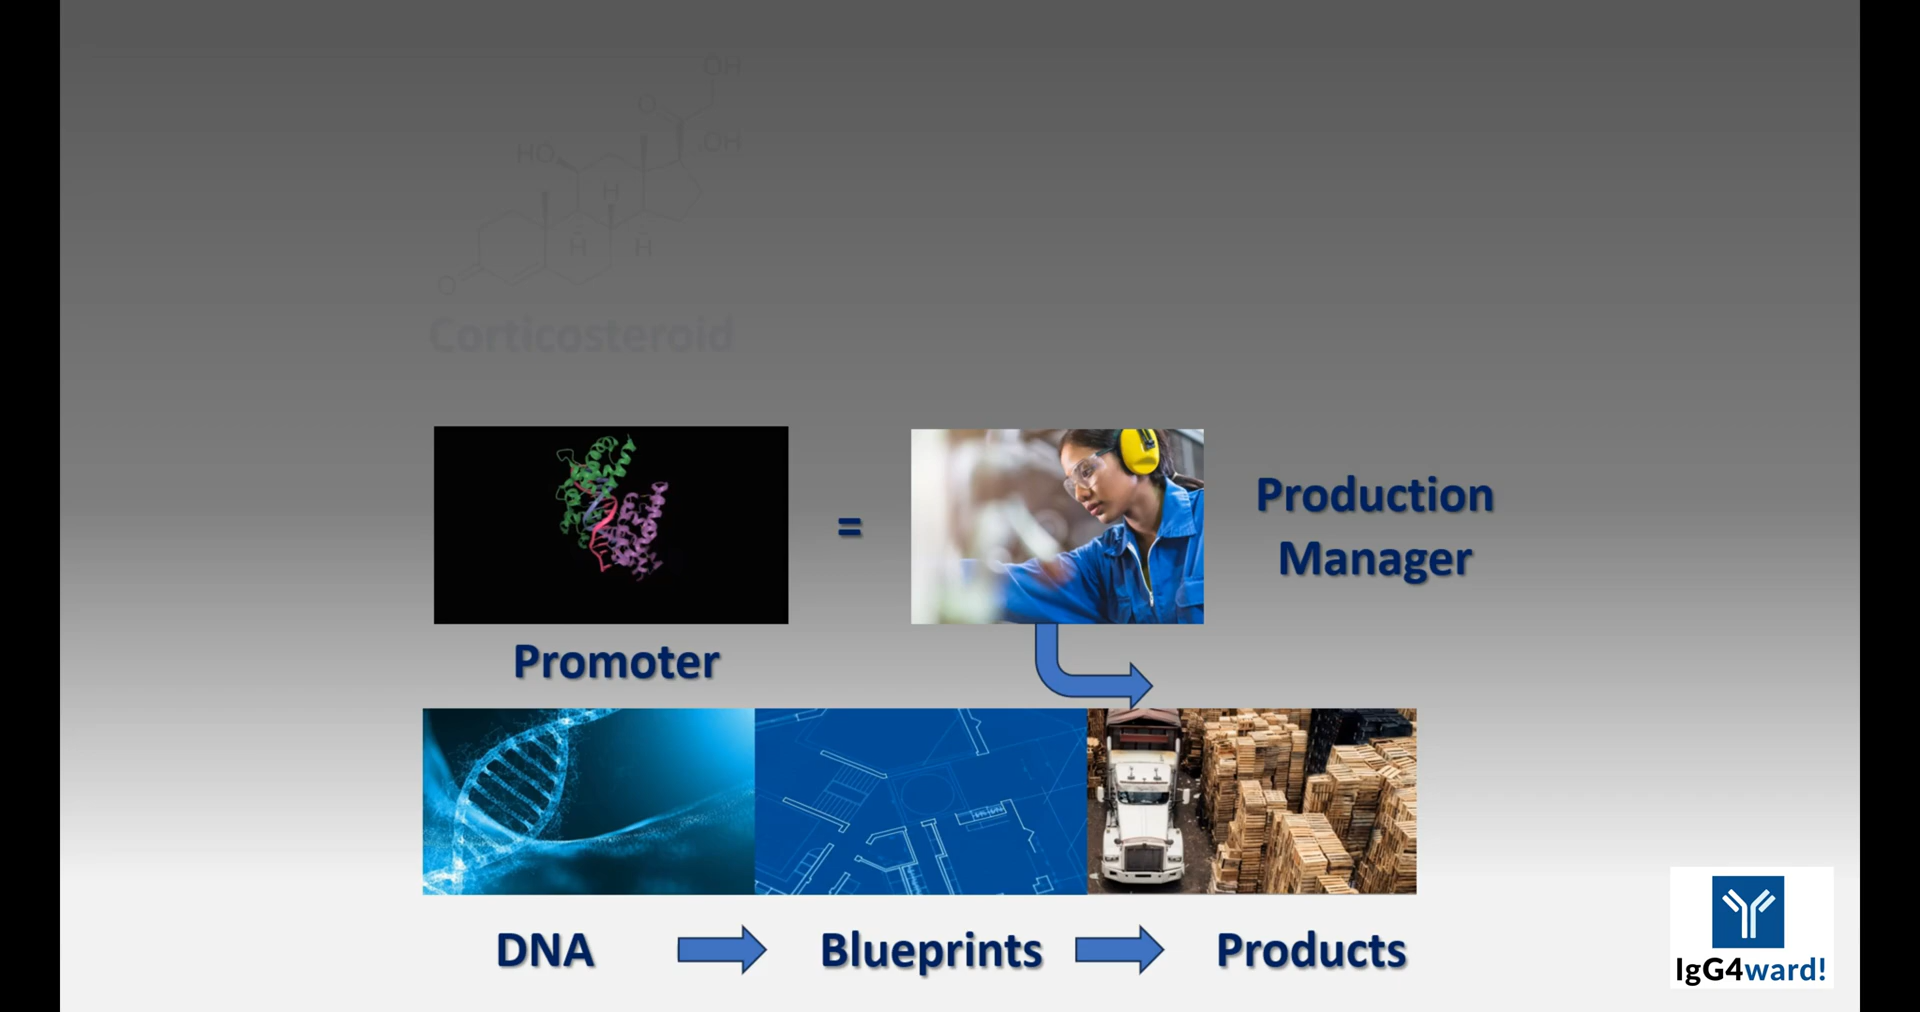 OH
O
OH
HO
H
H
H
O
Corticosteroid
=
Production
Manager
Promoter
DNA
Blueprints
Products
IgG4ward!